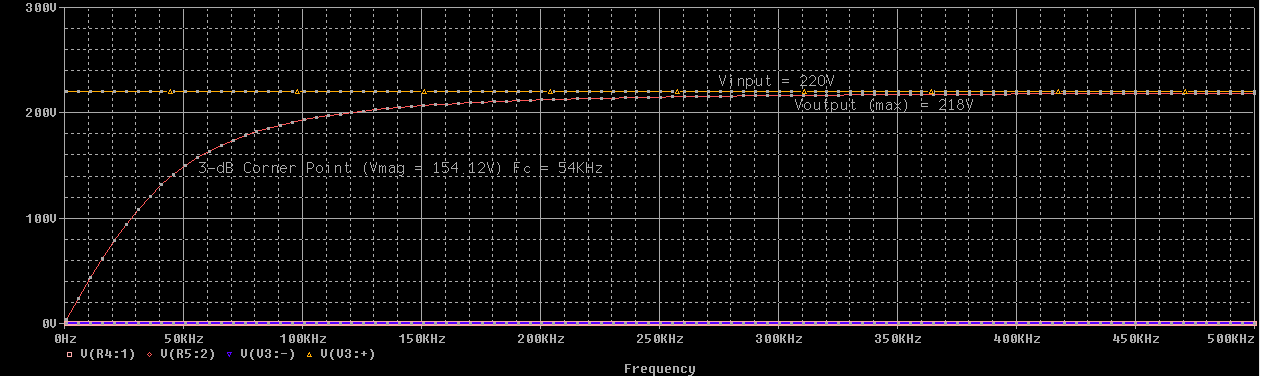 300V
Vinput = 220V
200V
Voutput (max) = 218V
3-dB Corner Point (Vmag = 154.12V) Fc = 54KHz
100V
0V
0Hz 50KHz 100KHz 150KHz 200KHz 250KHz 300KHz 350KHz 400KHz 450KHz 500KHz
V(R4:1) V(R5:2) V(V3:-) V(V3:+)
Frequency